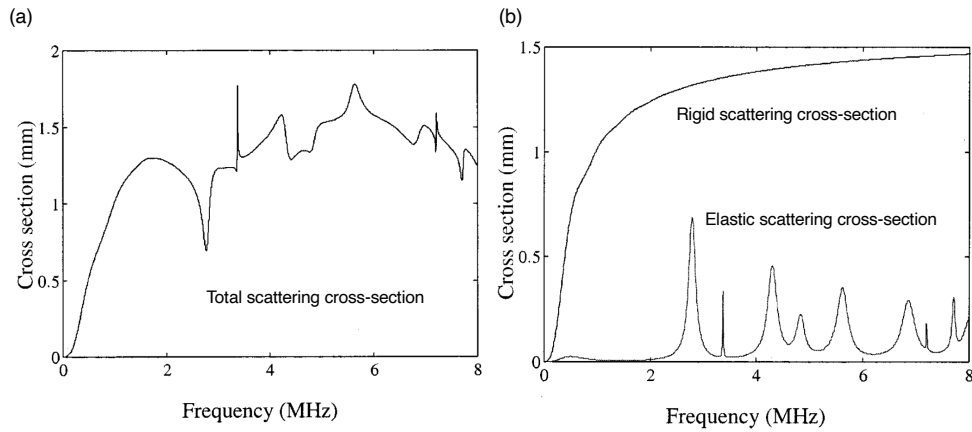 (a)
2
1.5
1
0.5
0
0
2
4
6
8
Cross section (mm)
Frequency (MHz)
Total scattering cross-section
(b)
1.5
1
0.5
0
0
2
4
6
8
Cross section (mm)
Frequency (MHz)
Rigid scattering cross-section
Elastic scattering cross-section